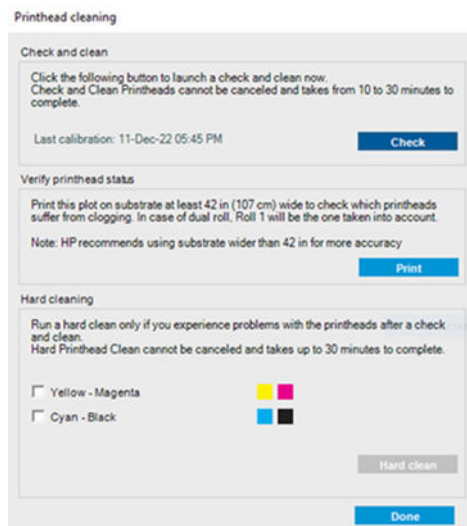 Printhead cleaning
Check and clean
Click the following button to launch a check and clean now.
Check and Clean Printheads cannot be canceled and takes from 10 to 30 minutes to
complete.
Last calibration: 11-Dec-22 05:45 PM
Check
Verify printhead status
Print this plot on substrate at least 42 in (107 cm) wide to check which printheads
suffer from clogging. In case of dual roll, Roll 1 will be the one taken into account.
Note: HP recommends using substrate wider than 42 in for more accuracy
Print
Hard cleaning
Run a hard clean only if you experience problems with the printheads after a check
and clean.
Hard Printhead Clean cannot be canceled and takes up to 30 minutes to complete.
Yellow - Magenta
Cyan - Black
Hard clean
Done